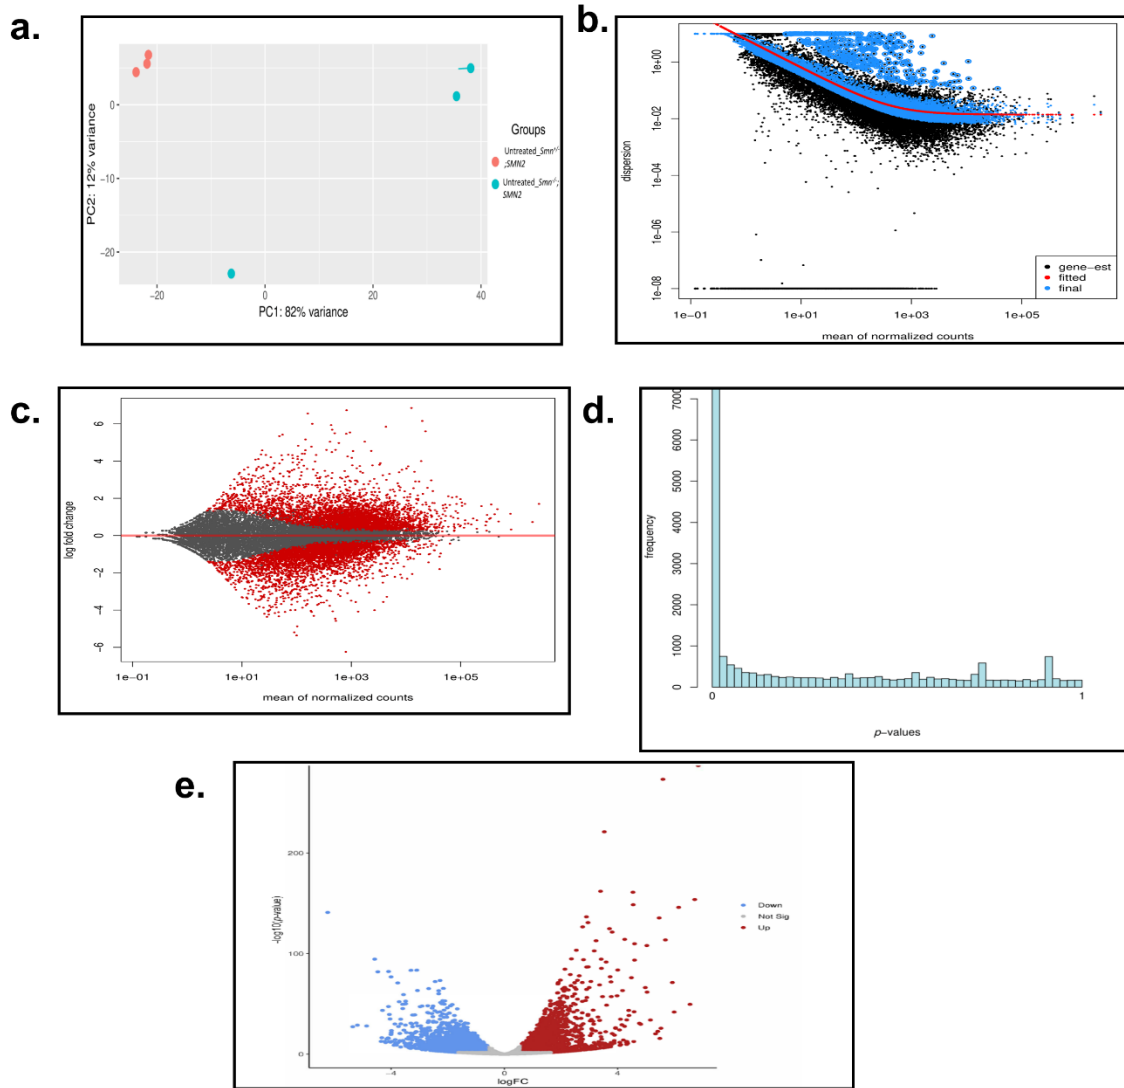 a.
PC2: 12% variance
0
−10
−20
−20
0
20
40
PC1: 82% variance
Groups
Untreated_Smn+/-
;SMN2
Untreated_Smn-/-;
SMN2
b.
dispersion
1e+00
1e−02
1e−04
1e−06
1e−08
1e−01
1e+01
1e+03
1e+05
mean of normalized counts
gene−est
fitted
final
c.
log fold change
6
4
2
0
−2
−4
−6
1e−01
1e+01
1e+03
1e+05
mean of normalized counts
d.
frequency
7000
6000
5000
4000
3000
2000
1000
0
0
1
p−values
e.
-log10(p-value)
200
100
0
−4
0
4
logFC
Down
Not Sig
Up